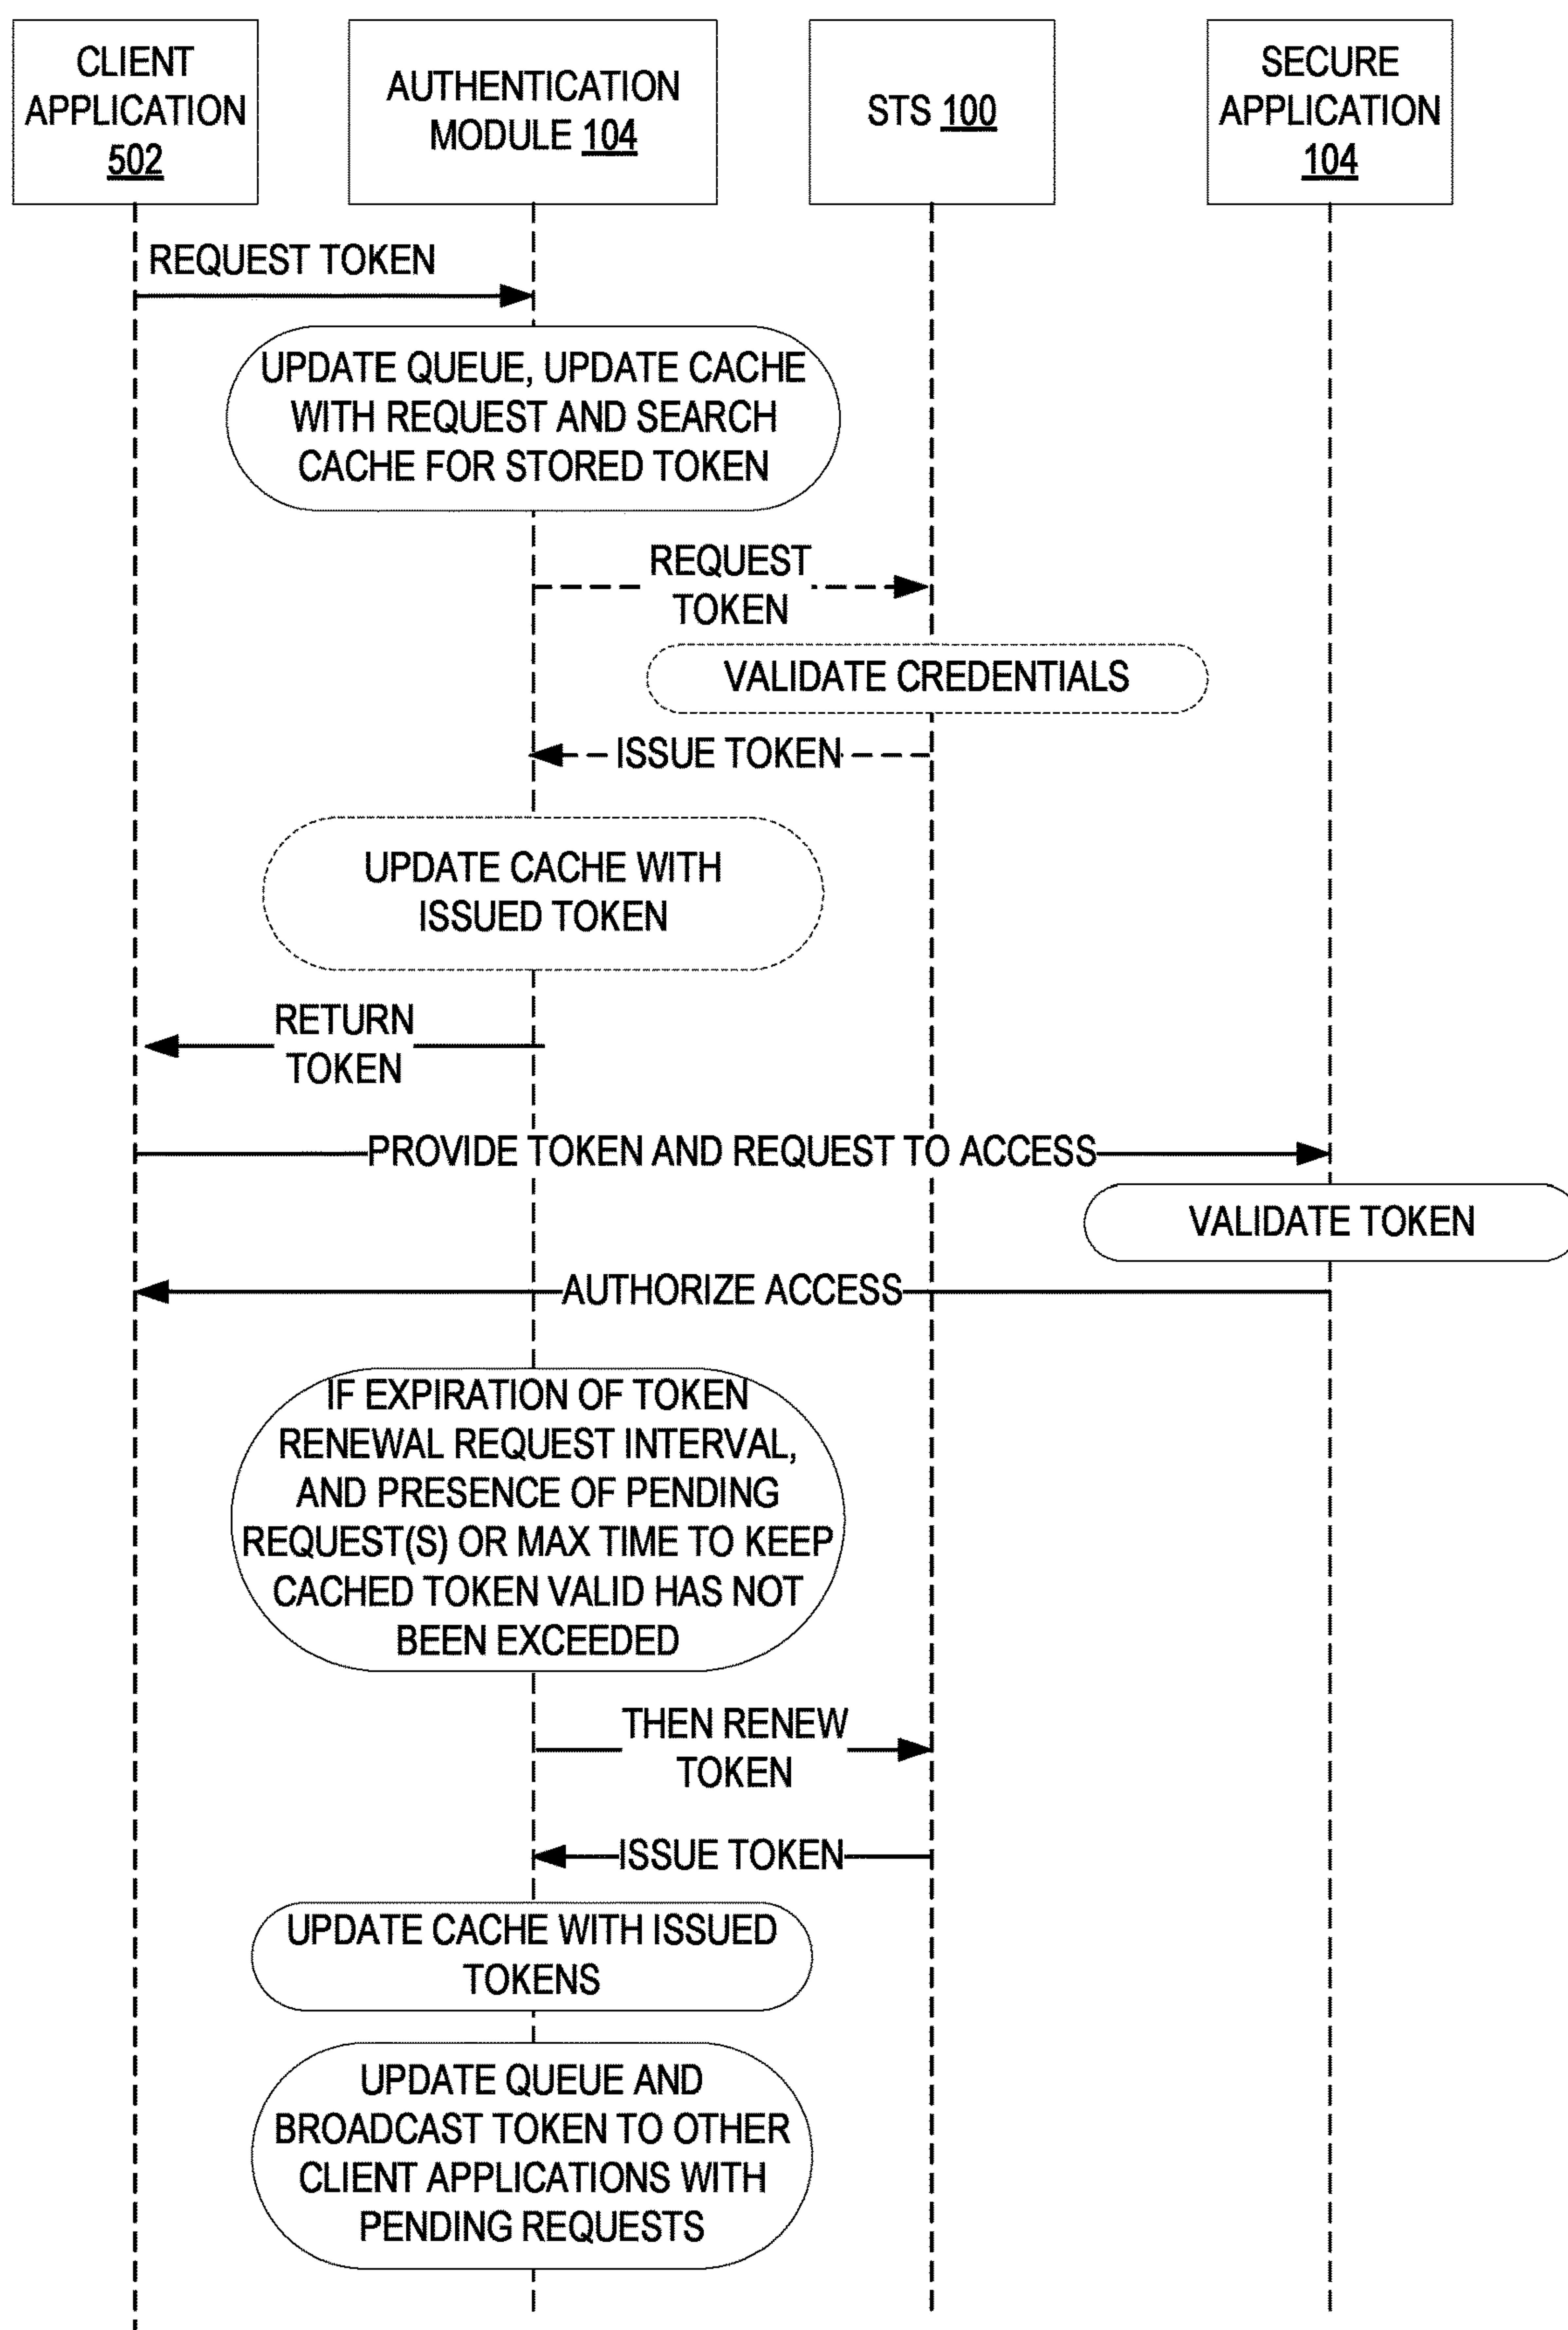 CLIENT
APPLICATION
502
AUTHENTICATION
MODULE 104
STS 100
SECURE
APPLICATION
104
REQUEST TOKEN
UPDATE QUEUE, UPDATE CACHE
WITH REQUEST AND SEARCH
CACHE FOR STORED TOKEN
REQUEST
TOKEN
VALIDATE CREDENTIALS
ISSUE TOKEN
UPDATE CACHE WITH
ISSUED TOKEN
RETURN
TOKEN
PROVIDE TOKEN AND REQUEST TO ACCESS
VALIDATE TOKEN
AUTHORIZE ACCESS
IF EXPIRATION OF TOKEN
RENEWAL REQUEST INTERVAL,
AND PRESENCE OF PENDING
REQUEST(S) OR MAX TIME TO KEEP
CACHED TOKEN VALID HAS NOT
BEEN EXCEEDED
THEN RENEW
TOKEN
ISSUE TOKEN
UPDATE CACHE WITH ISSUED
TOKENS
UPDATE QUEUE AND
BROADCAST TOKEN TO OTHER
CLIENT APPLICATIONS WITH
PENDING REQUESTS